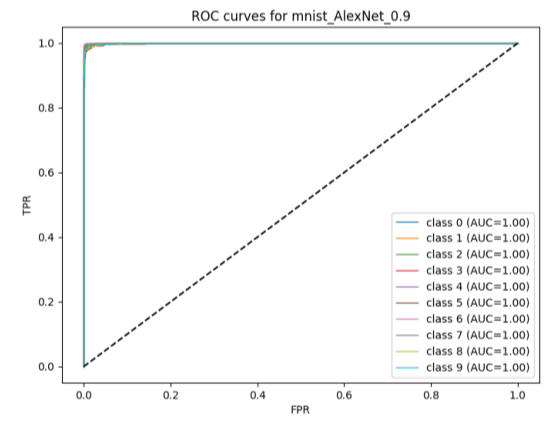 ROC curves for mnist_AlexNet_0.9
1.0
0.8
0.6
0.4
0.2
0.0
TPR
class 0 (AUC=1.00)
class 1 (AUC=1.00)
class 2 (AUC=1.00)
class 3 (AUC=1.00)
class 4 (AUC=1.00)
class 5 (AUC=1.00)
class 6 (AUC=1.00)
class 7 (AUC=1.00)
class 8 (AUC=1.00)
class 9 (AUC=1.00)
0.0 0.2 0.4 0.6 0.8 1.0
FPR